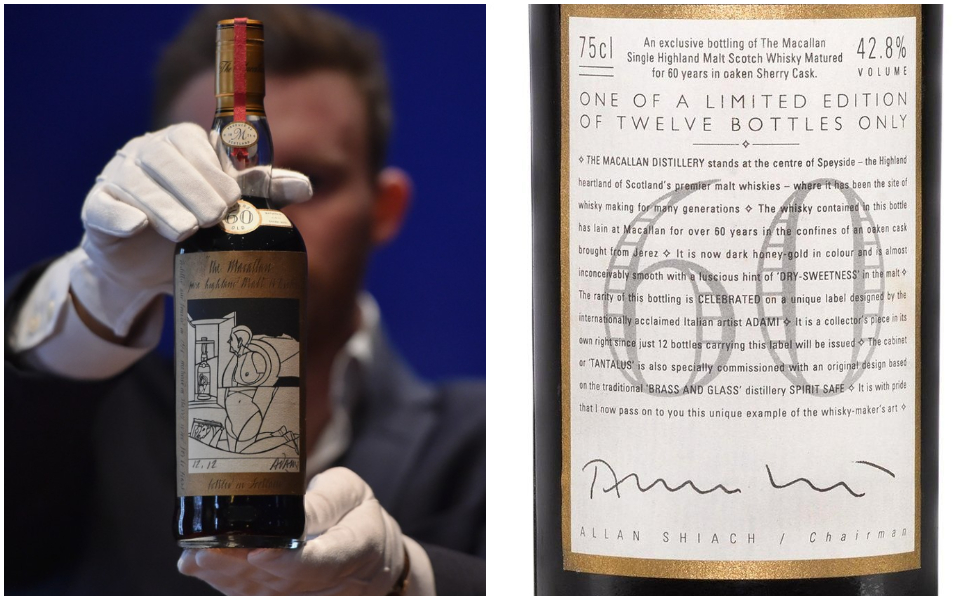 60
The Macallan
Adami
75cl
An exclusive bottling of The Macallan
Single Highland Malt Scotch Whisky Matured
for 60 years in oaken Sherry Cask.
42.8%
VOLUME
ONE OF A LIMITED EDITION
OF TWELVE BOTTLES ONLY
⟡ THE MACALLAN DISTILLERY stands at the centre of Speyside – the Highland
heartland of Scotland's premier malt whiskies – where it has been the site of
whisky making for many generations ⟡ The whisky contained in this bottle
has lain at Macallan for over 60 years in the confines of an oaken cask
brought from Jerez ⟡ It is now dark honey-gold in colour and is almost
inconceivably smooth with a luscious hint of 'DRY-SWEETNESS' in the malt ⟡
The rarity of this bottling is CELEBRATED on a unique label designed by the
internationally acclaimed Italian artist ADAMI ⟡ It is a collector's piece in its
own right since just 12 bottles carrying this label will be issued ⟡ The cabinet
or 'TANTALUS' is also specially commissioned with an original design based
on the traditional 'BRASS AND GLASS' distillery SPIRIT SAFE ⟡ It is with pride
that I now pass on to you this unique example of the whisky-maker's art ⟡
60
ALLAN SHIACH / Chairman